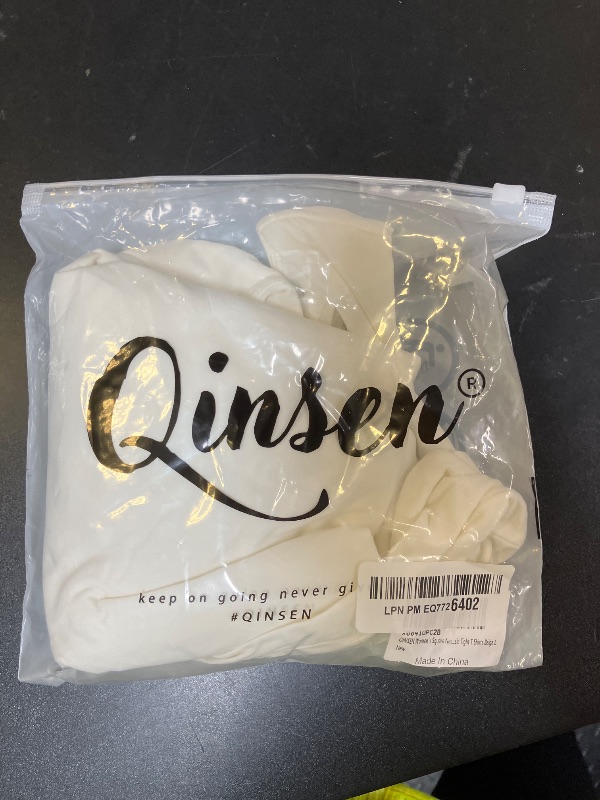 Qinsen®
keep on going never gi
#QINSEN
LPN PM EQ7726402
Made In China